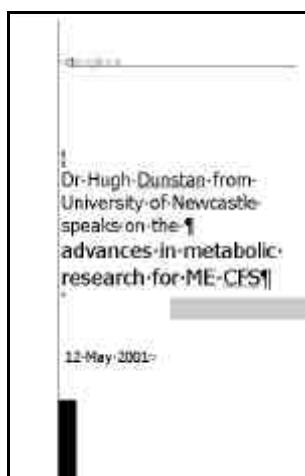 Dr Hugh Dunstan from
University of Newcastle
speaks on the ¶
advances in metabolic
research for ME-CFS¶
12 May 2001